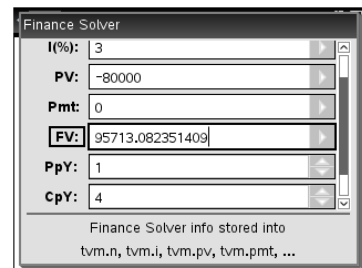 Finance Solver
I(%): 3
PV: -80000
Pmt: 0
FV: 95713.082351409
PpY: 1
CpY: 4
Finance Solver info stored into
tvm.n, tvm.i, tvm.pv, tvm.pmt, ...